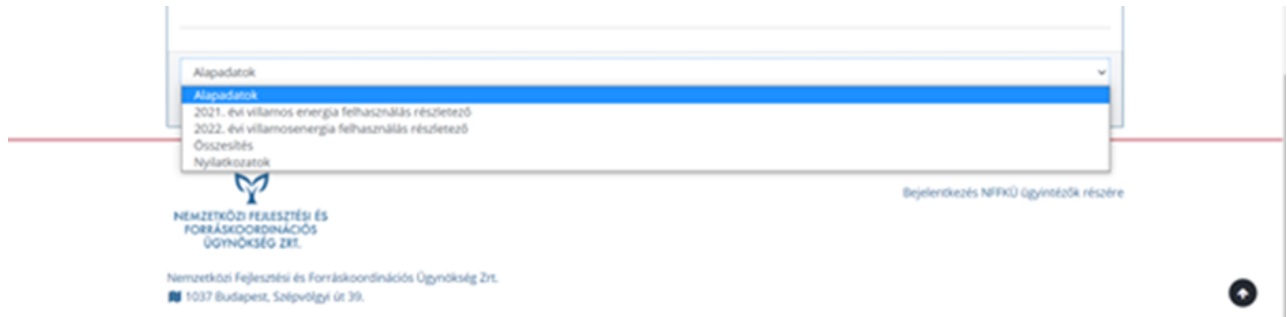 Alapadatok
Alapadatok
2021. évi villamos energia felhasználás részletező
2022. évi villamosenergia felhasználás részletező
Összesítés
Nyilatkozatok
Bejelentkezés NFFKÜ ügyintézők részére
NEMZETKÖZI FEJLESZTÉSI ÉS
FORRÁSKOORDINÁCIÓS
ÜGYNÖKSÉG ZRT.
Nemzetközi Fejlesztési és Forráskoordinációs Ügynökség Zrt.
1037 Budapest, Szépvölgyi út 39.